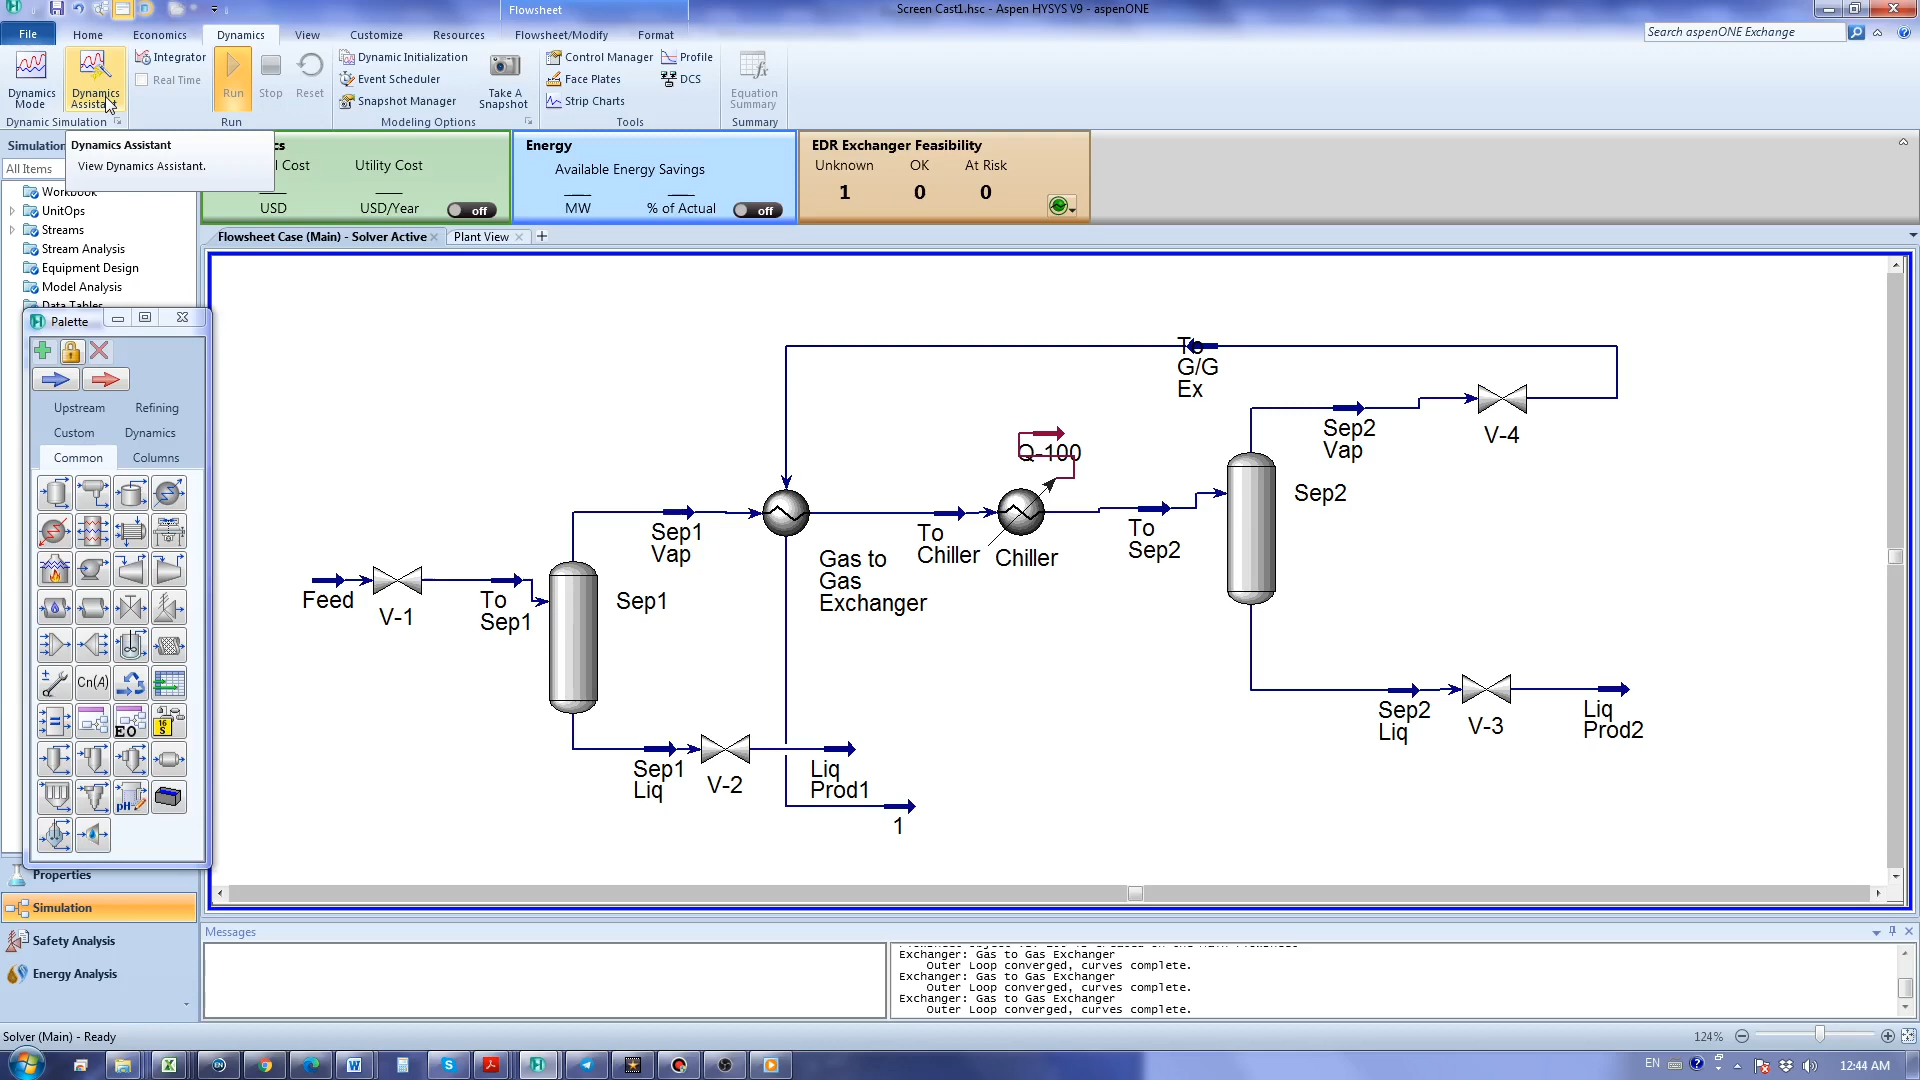 Flowsheet
Screen Cast1.hsc - Aspen HYSYS V9 - aspenONE
File
Home
Economics
Dynamics
View
Customize
Resources
Flowsheet/Modify
Format
Search aspenONE Exchange
Dynamics
Mode
Dynamics
Assistant
Integrator
Real Time
Run
Stop
Reset
Dynamic Initialization
Event Scheduler
Snapshot Manager
Take A
Snapshot
Control Manager
Face Plates
Strip Charts
Profile
DCS
Equation
Summary
Dynamic Simulation
Run
Modeling Options
Tools
Summary
Simulation
All Items
Dynamics Assistant
View Dynamics Assistant.
Cost
Utility Cost
USD
USD/Year
off
Energy
Available Energy Savings
MW
% of Actual
off
EDR Exchanger Feasibility
Unknown
OK
At Risk
1
0
0
Workbook
UnitOps
Streams
Stream Analysis
Equipment Design
Model Analysis
Data Tables
Flowsheet Case (Main) - Solver Active
Plant View
Palette
Upstream
Refining
Custom
Dynamics
Common
Columns
Cn(A)
EO
16
S
pH
To
G/G
Ex
Sep2
Vap
V-4
Q-100
Sep2
Sep1
Vap
To
Chiller
Chiller
To
Sep2
Gas to
Gas
Exchanger
Feed
V-1
To
Sep1
Sep1
Sep2
Liq
V-3
Liq
Prod2
Sep1
Liq
V-2
Liq
Prod1
1
Properties
Simulation
Safety Analysis
Energy Analysis
Messages
Exchanger: Gas to Gas Exchanger
Outer Loop converged, curves complete.
Exchanger: Gas to Gas Exchanger
Outer Loop converged, curves complete.
Exchanger: Gas to Gas Exchanger
Outer Loop converged, curves complete.
Solver (Main) - Ready
124%
EN
12:44 AM